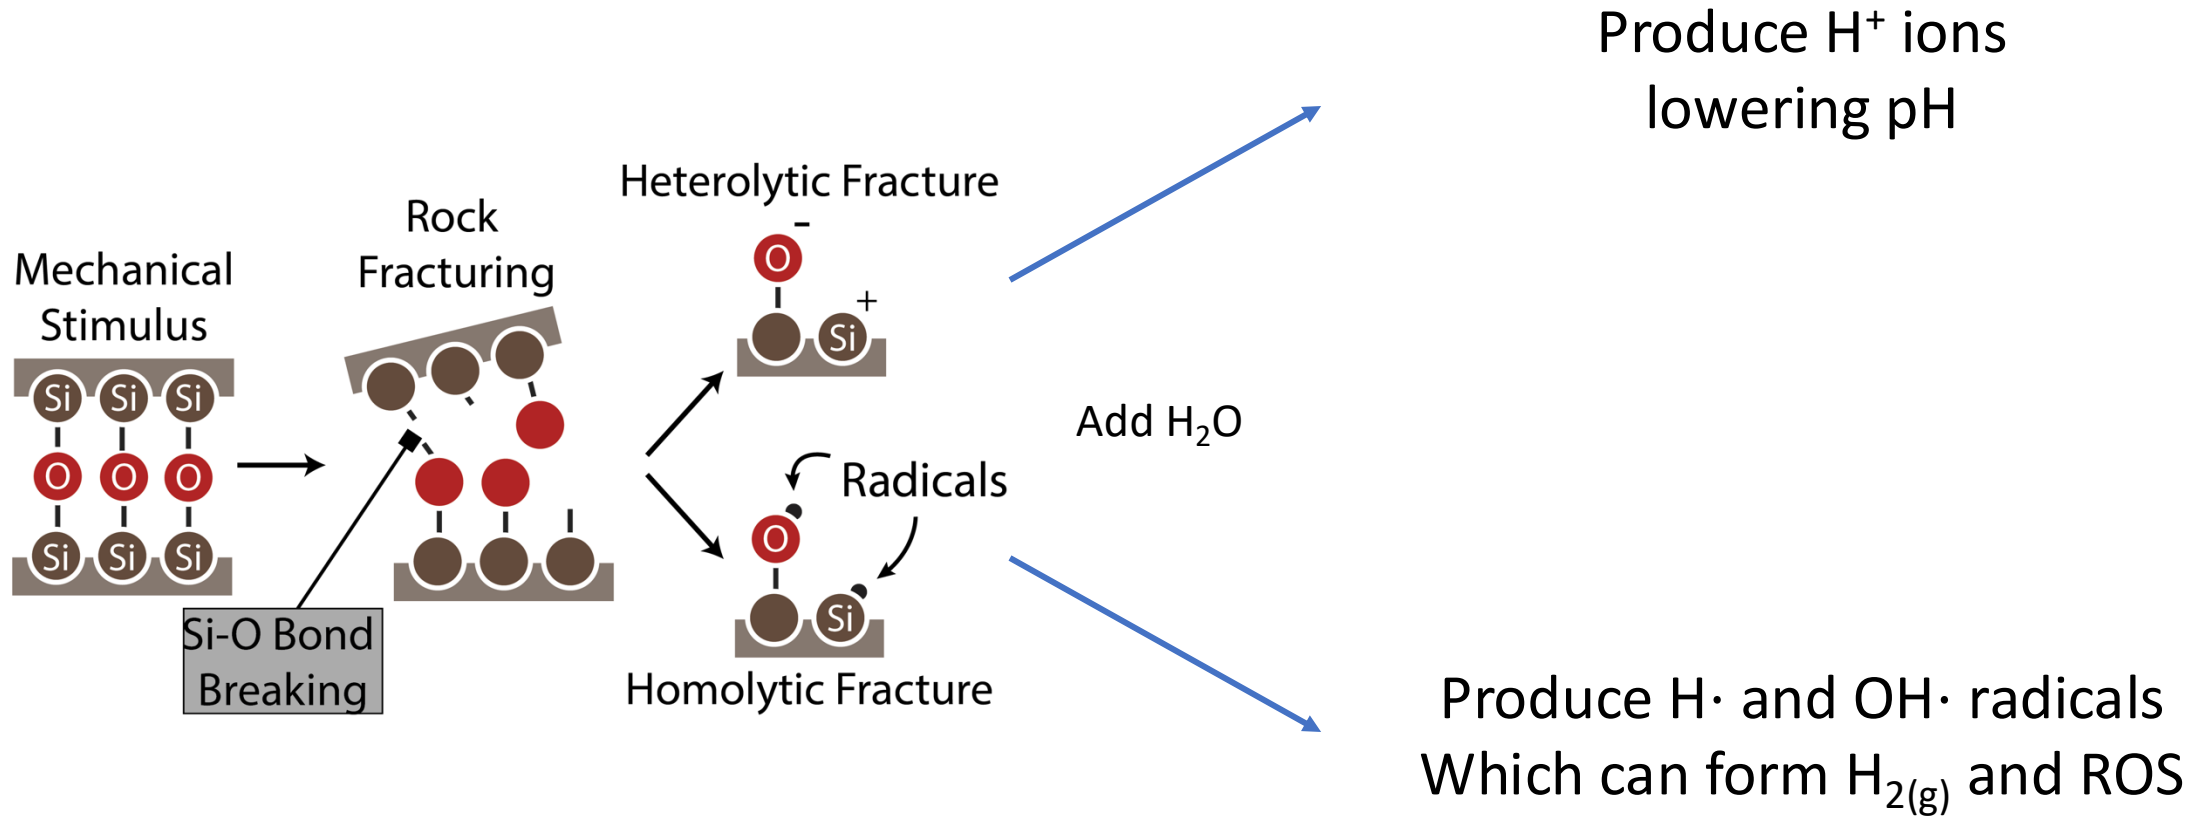 Mechanical
Stimulus
Si Si Si
O O O
Si Si Si
Si-O Bond
Breaking
Rock
Fracturing
Heterolytic Fracture
O -
Si +
Radicals
O
Si
Homolytic Fracture
Add H₂O
Produce H⁺ ions
lowering pH
Produce H· and OH· radicals
Which can form H₂₍g₎ and ROS